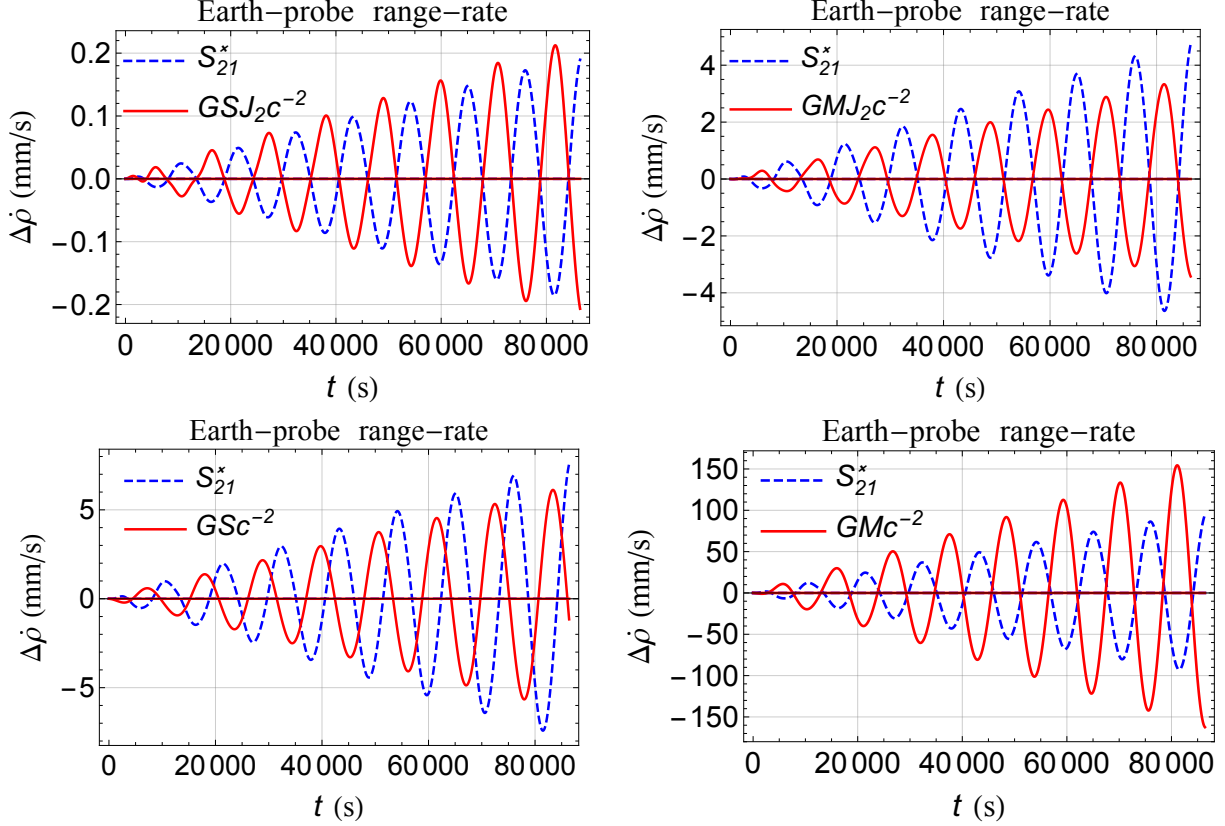 Earth−probe range−rate
S*21
GSJ2c−2
Δρ̇ (mm/s)
0.2
0.1
0.0
−0.1
−0.2
0 20 000 40 000 60 000 80 000
t (s)
Earth−probe range−rate
S*21
GMJ2c−2
Δρ̇ (mm/s)
4
2
0
−2
−4
0 20 000 40 000 60 000 80 000
t (s)
Earth−probe range−rate
S*21
GSc−2
Δρ̇ (mm/s)
5
0
−5
0 20 000 40 000 60 000 80 000
t (s)
Earth−probe range−rate
S*21
GMc−2
Δρ̇ (mm/s)
150
100
50
0
−50
−100
−150
0 20 000 40 000 60 000 80 000
t (s)